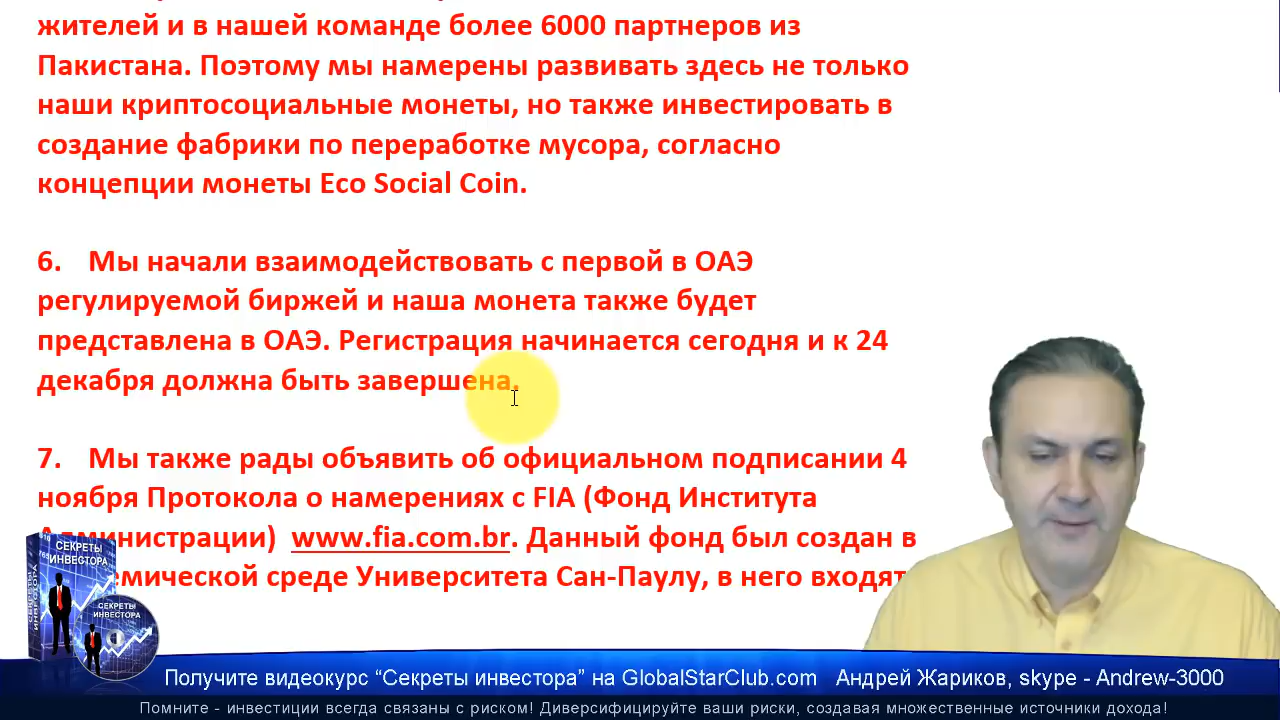 жителей и в нашей команде более 6000 партнеров из
Пакистана. Поэтому мы намерены развивать здесь не только
наши криптосоциальные монеты, но также инвестировать в
создание фабрики по переработке мусора, согласно
концепции монеты Eco Social Coin.
6. Мы начали взаимодействовать с первой в ОАЭ
регулируемой биржей и наша монета также будет
представлена в ОАЭ. Регистрация начинается сегодня и к 24
декабря должна быть завершена.
7. Мы также рады объявить об официальном подписании 4
ноября Протокола о намерениях с FIA (Фонд Института
Администрации) www.fia.com.br. Данный фонд был создан в
емической среде Университета Сан-Паулу, в него входят
СЕКРЕТЫ
ИНВЕСТОРА
СЕКРЕТЫ ИНВЕСТОРА
СЕКРЕТЫ
ИНВЕСТОРА
Получите видеокурс “Секреты инвестора” на GlobalStarClub.com Андрей Жариков, skype - Andrew-3000
Помните - инвестиции всегда связаны с риском! Диверсифицируйте ваши риски, создавая множественные источники дохода!